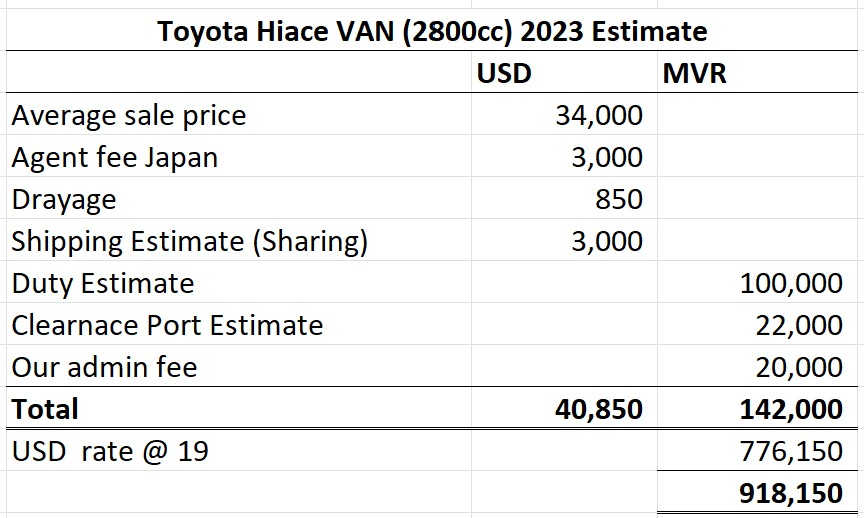 Toyota Hiace VAN (2800cc) 2023 Estimate
USD MVR
Average sale price 34,000
Agent fee Japan 3,000
Drayage 850
Shipping Estimate (Sharing) 3,000
Duty Estimate 100,000
Clearnace Port Estimate 22,000
Our admin fee 20,000
Total 40,850 142,000
USD  rate @ 19 776,150
918,150